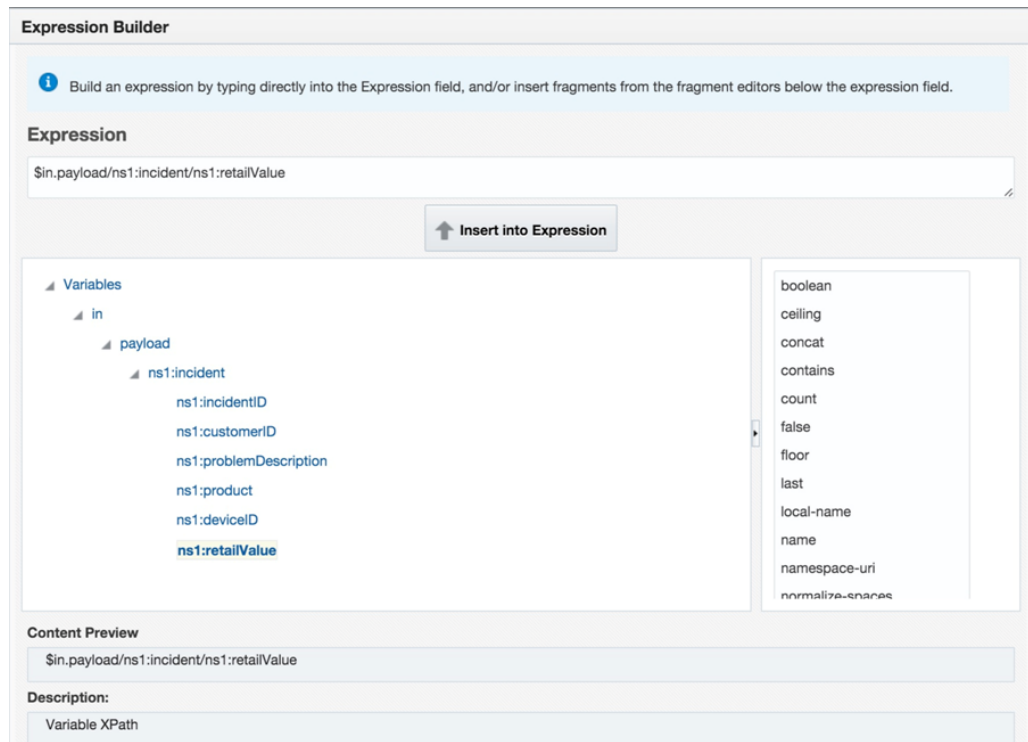 Expression Builder
Build an expression by typing directly into the Expression field, and/or insert fragments from the fragment editors below the expression field.
Expression
$in.payload/ns1:incident/ns1:retailValue
Insert into Expression
Variables
in
payload
ns1:incident
ns1:incidentID
ns1:customerID
ns1:problemDescription
ns1:product
ns1:deviceID
ns1:retailValue
boolean
ceiling
concat
contains
count
false
floor
last
local-name
name
namespace-uri
normalize-spaces
Content Preview
$in.payload/ns1:incident/ns1:retailValue
Description:
Variable XPath